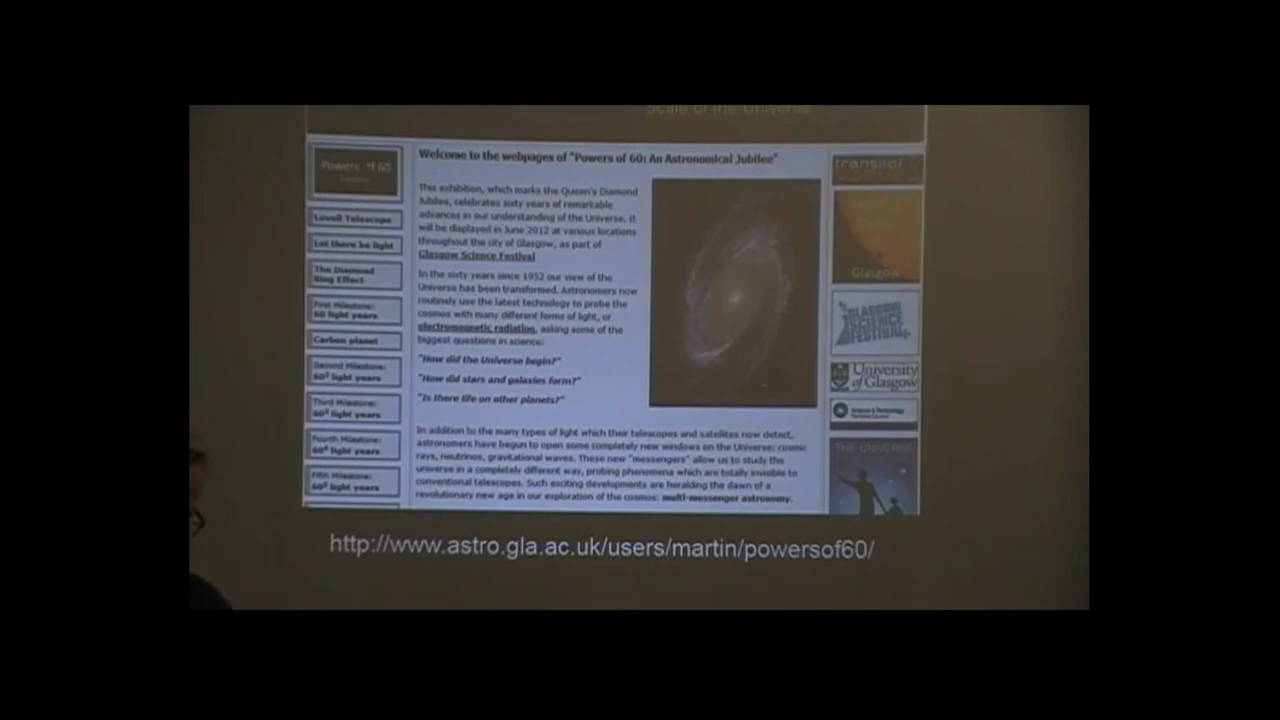 Scale of the Universe
Powers of 60
Lovell Telescope
Let there be light
The Diamond
Ring Effect
First Milestone:
60 light years
Carbon planet
Second Milestone:
60² light years
Third Milestone:
60³ light years
Fourth Milestone:
60⁴ light years
Fifth Milestone:
60⁵ light years
Welcome to the webpages of "Powers of 60: An Astronomical Jubilee"
This exhibition, which marks the Queen's Diamond
Jubilee, celebrates sixty years of remarkable
advances in our understanding of the Universe. It
will be displayed in June 2012 at various locations
throughout the city of Glasgow, as part of
Glasgow Science Festival
In the sixty years since 1952 our view of the
Universe has been transformed. Astronomers now
routinely use the latest technology to probe the
cosmos with many different forms of light, or
electromagnetic radiation, asking some of the
biggest questions in science:
"How did the Universe begin?"
"How did stars and galaxies form?"
"Is there life on other planets?"
In addition to the many types of light which their telescopes and satellites now detect,
astronomers have begun to open some completely new windows on the Universe: cosmic
rays, neutrinos, gravitational waves. These new "messengers" allow us to study the
universe in a completely different way, probing phenomena which are totally invisible to
conventional telescopes. Such exciting developments are heralding the dawn of a
revolutionary new age in our exploration of the cosmos: multi-messenger astronomy.
transitof
Glasgow
GLASGOW
SCIENCE
FESTIVAL
University
of Glasgow
Science & Technology
Facilities Council
THE UNIVERSE
http://www.astro.gla.ac.uk/users/martin/powersof60/